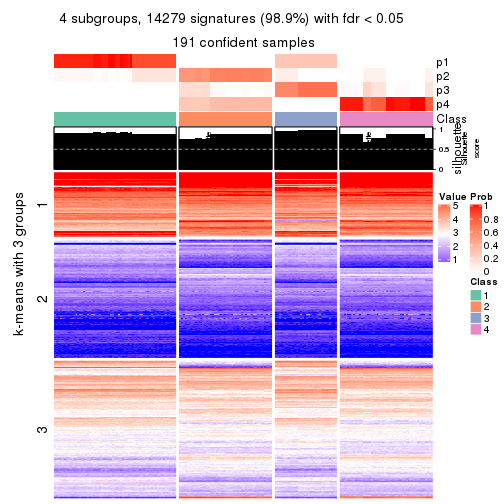 4 subgroups, 14279 signatures (98.9%) with fdr < 0.05
191 confident samples
p1
p2
p3
p4
Class
silhouette
Silhouette
score
1
0.5
0
k-means with 3 groups
1
2
3
Value
5
4
3
2
1
Prob
1
0.8
0.6
0.4
0.2
0
Class
1
2
3
4